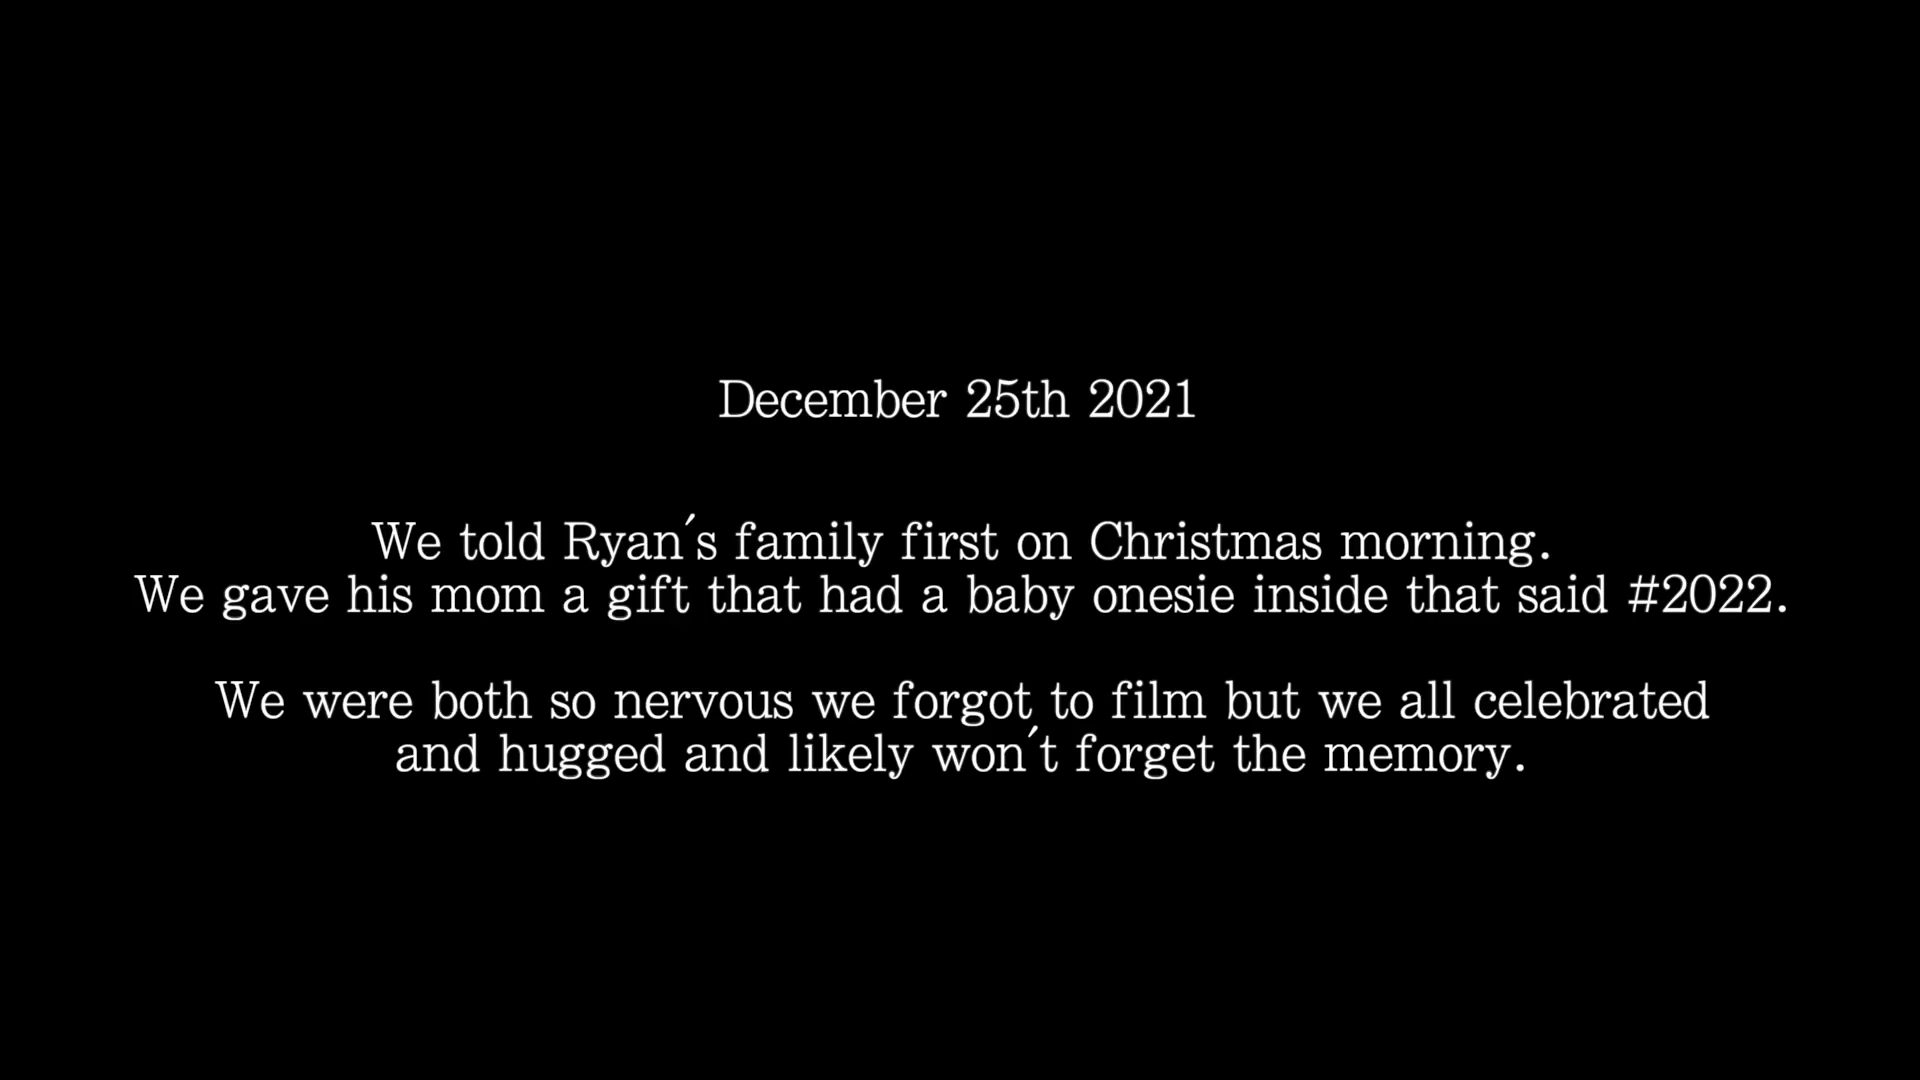 December 25th 2021
We told Ryan´s family first on Christmas morning.
We gave his mom a gift that had a baby onesie inside that said #2022.
We were both so nervous we forgot to film but we all celebrated
and hugged and likely won´t forget the memory.